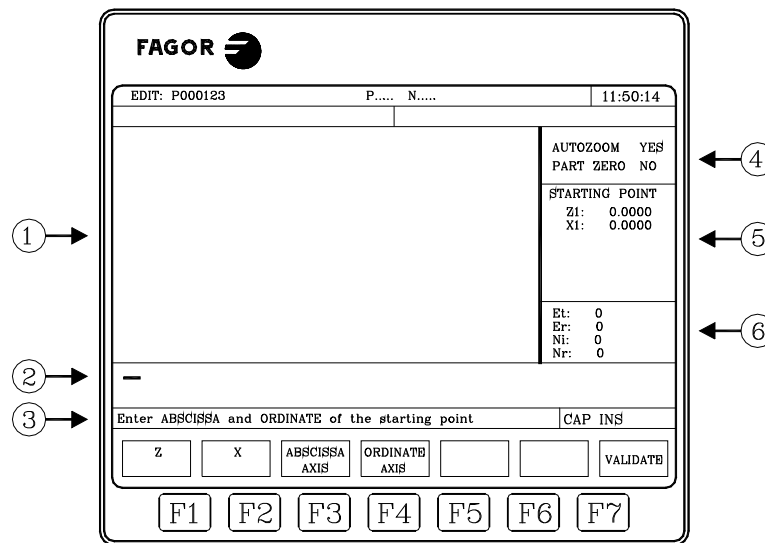 FAGOR
EDIT: P000123 P..... N..... 11:50:14
AUTOZOOM YES
PART ZERO NO
④
STARTING POINT
Z1: 0.0000
X1: 0.0000
①
⑤
Et: 0
Er: 0
Ni: 0
Nr: 0
⑥
②
③
Enter ABSCISSA and ORDINATE of the starting point CAP INS
Z X ABSCISSA AXIS ORDINATE AXIS VALIDATE
F1 F2 F3 F4 F5 F6 F7